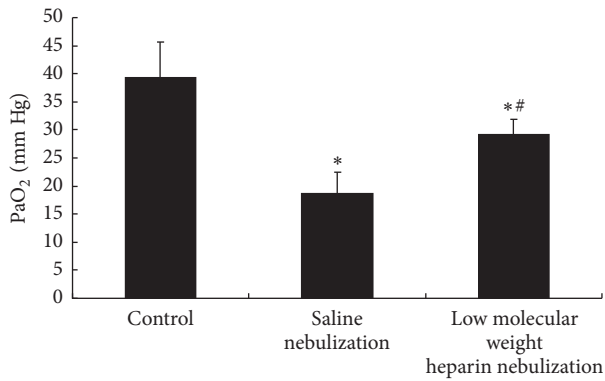 50
45
40
35
30
25
20
15
10
5
0
PaO₂ (mm Hg)
*
*#
Control
Saline
nebulization
Low molecular
weight
heparin nebulization